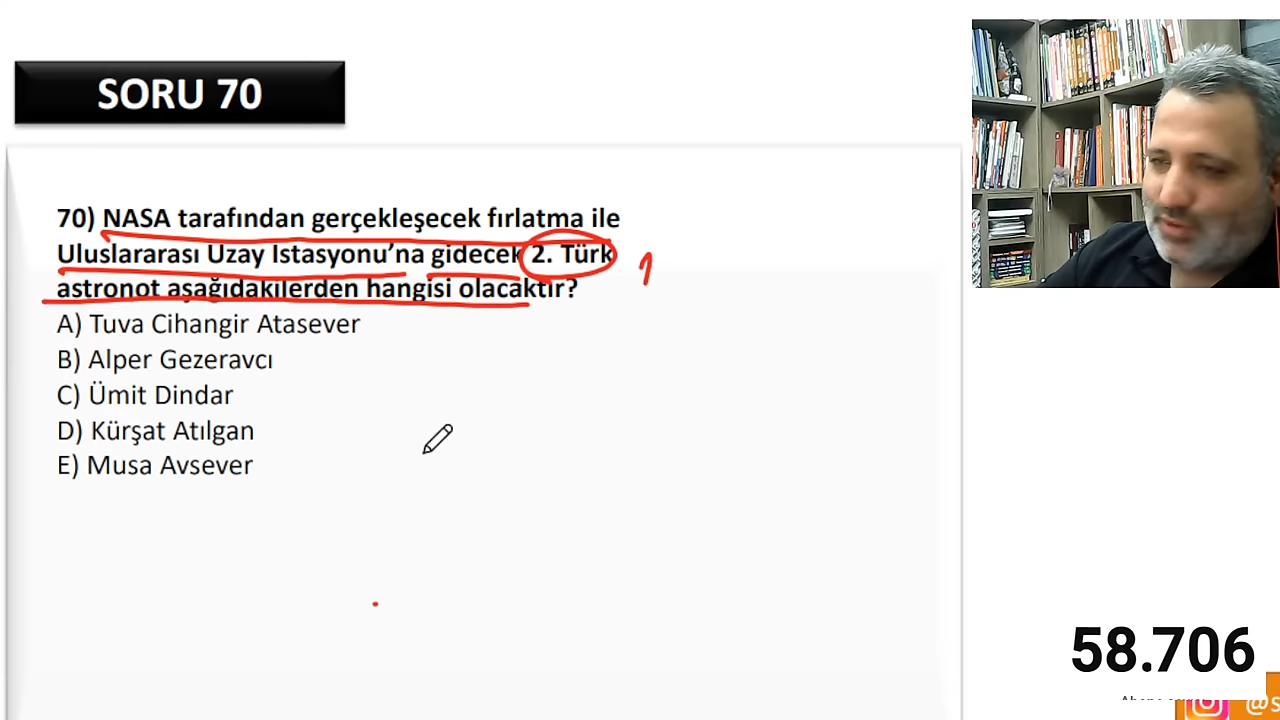 SORU 70
70) NASA tarafından gerçekleşecek fırlatma ile
Uluslararası Uzay İstasyonu’na gidecek 2. Türk
astronot aşağıdakilerden hangisi olacaktır?
1
A) Tuva Cihangir Atasever
B) Alper Gezeravcı
C) Ümit Dindar
D) Kürşat Atılgan
E) Musa Avsever
58.706